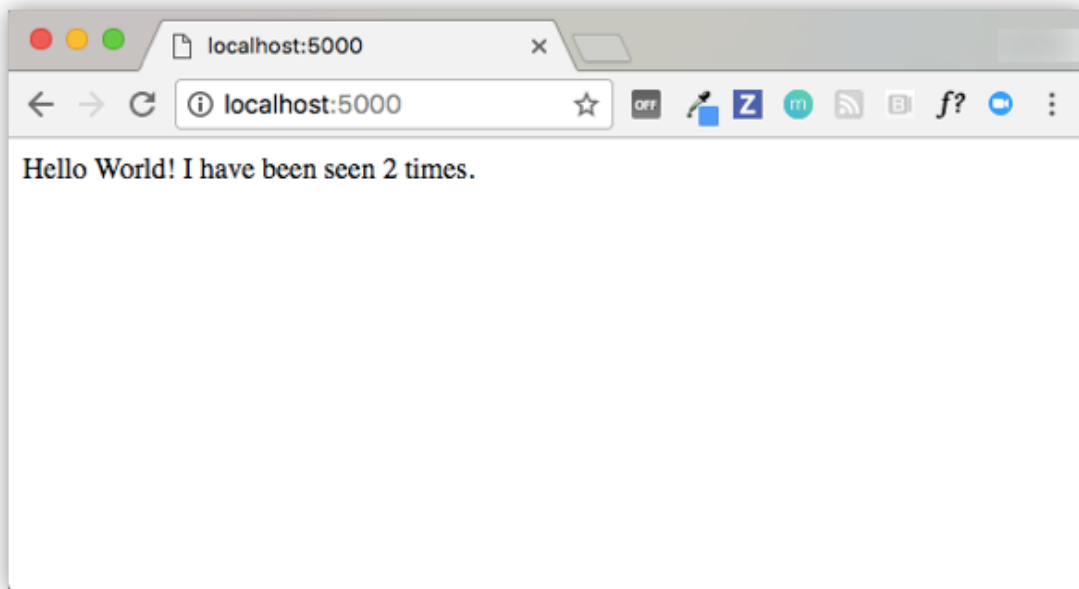 localhost:5000
localhost:5000
OFF
Z
m
B
f?
Hello World! I have been seen 2 times.